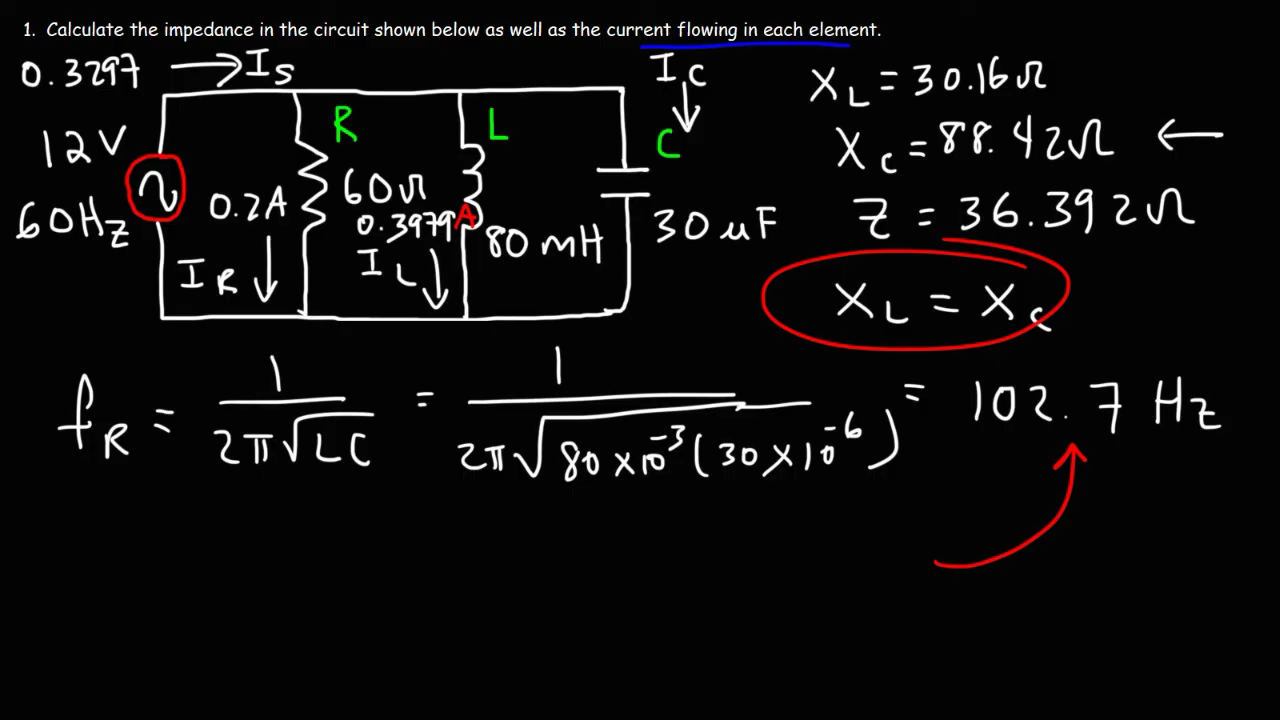 1. Calculate the impedance in the circuit shown below as well as the current flowing in each element.
0.3297 → Is
12V
60Hz
0.2A
IR
R
60Ω
0.3979A
IL
L
80 mH
Ic
C
30 uF
XL = 30.16Ω
Xc = 88.42Ω ←
Z = 36.392Ω
XL = Xc
fR = 1/(2π√LC) = 1/(2π√80×10⁻³(30×10⁻⁶)) = 102.7 Hz